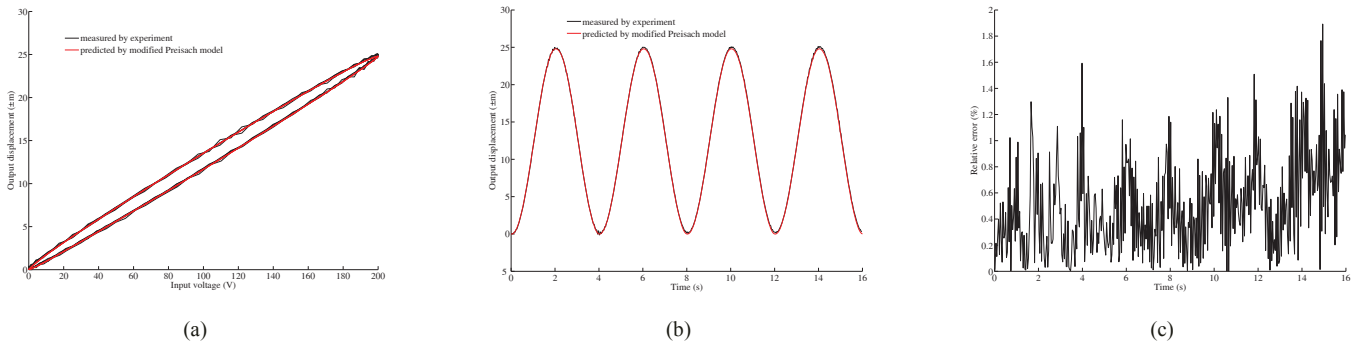 measured by experiment
predicted by modified Preisach model
Output displacement (±m)
30
25
20
15
10
5
0
0 20 40 60 80 100 120 140 160 180 200
Input voltage (V)
(a)
measured by experiment
predicted by modified Preisach model
Output displacement (±m)
30
25
20
15
10
5
0
5
0 2 4 6 8 10 12 14 16
Time (s)
(b)
Relative error (%)
2
1.8
1.6
1.4
1.2
1
0.8
0.6
0.4
0.2
0
0 2 4 6 8 10 12 14 16
Time (s)
(c)